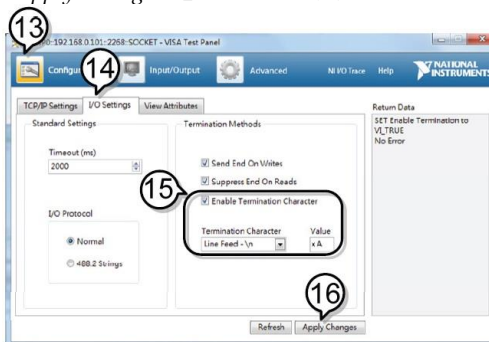 13
0::192.168.0.101::2268::SOCKET - VISA Test Panel
14
Configu Input/Output Advanced NI I/O Trace Help NATIONAL INSTRUMENTS
TCP/IP Settings I/O Settings View Attributes
Return Data
Standard Settings
Termination Methods
SET Enable Termination to
VI_TRUE
No Error
Timeout (ms)
2000
Send End On Writes
Suppress End On Reads
15
Enable Termination Character
I/O Protocol
Termination Character Value
Line Feed - \n xA
Normal
488.2 Strings
16
Refresh Apply Changes